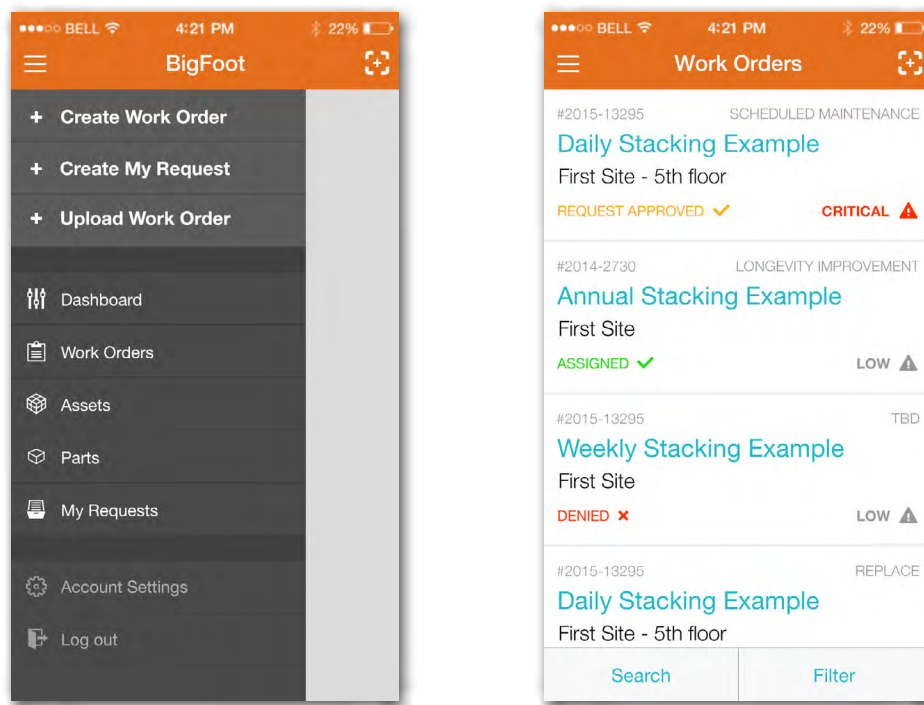 BELL 4:21 PM 22%
BigFoot
+ Create Work Order
+ Create My Request
+ Upload Work Order
Dashboard
Work Orders
Assets
Parts
My Requests
Account Settings
Log out
BELL 4:21 PM 22%
Work Orders
#2015-13295 SCHEDULED MAINTENANCE
Daily Stacking Example
First Site - 5th floor
REQUEST APPROVED CRITICAL
#2014-2730 LONGEVITY IMPROVEMENT
Annual Stacking Example
First Site
ASSIGNED LOW
#2015-13295 TBD
Weekly Stacking Example
First Site
DENIED LOW
#2015-13295 REPLACE
Daily Stacking Example
First Site - 5th floor
Search Filter